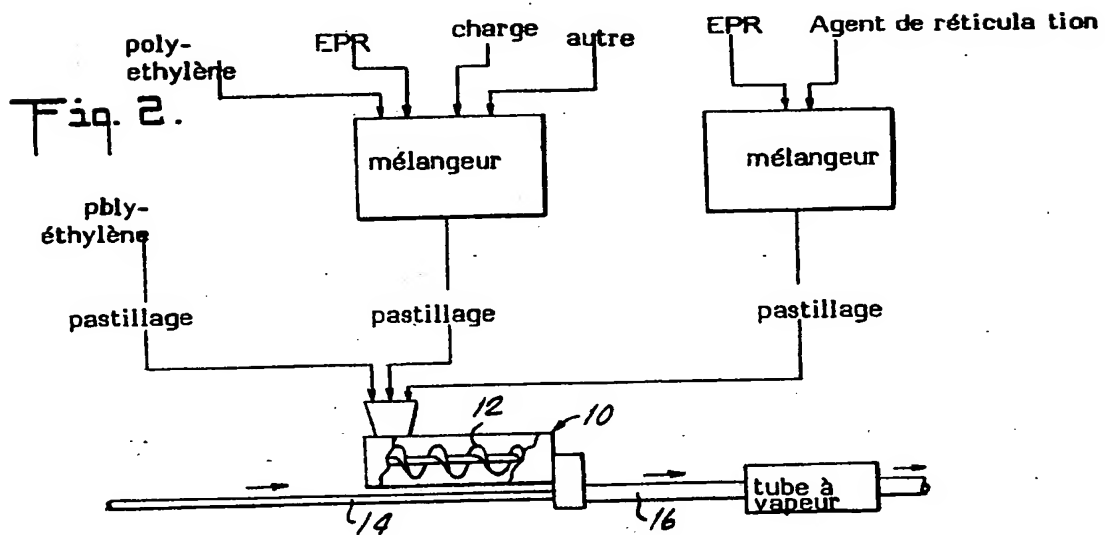 poly-
ethylène
EPR
charge
autre
EPR
Agent de réticula tion
Fig. 2.
mélangeur
mélangeur
pbly-
éthylène
pastillage
pastillage
pastillage
12
10
14
16
tube à
vapeur